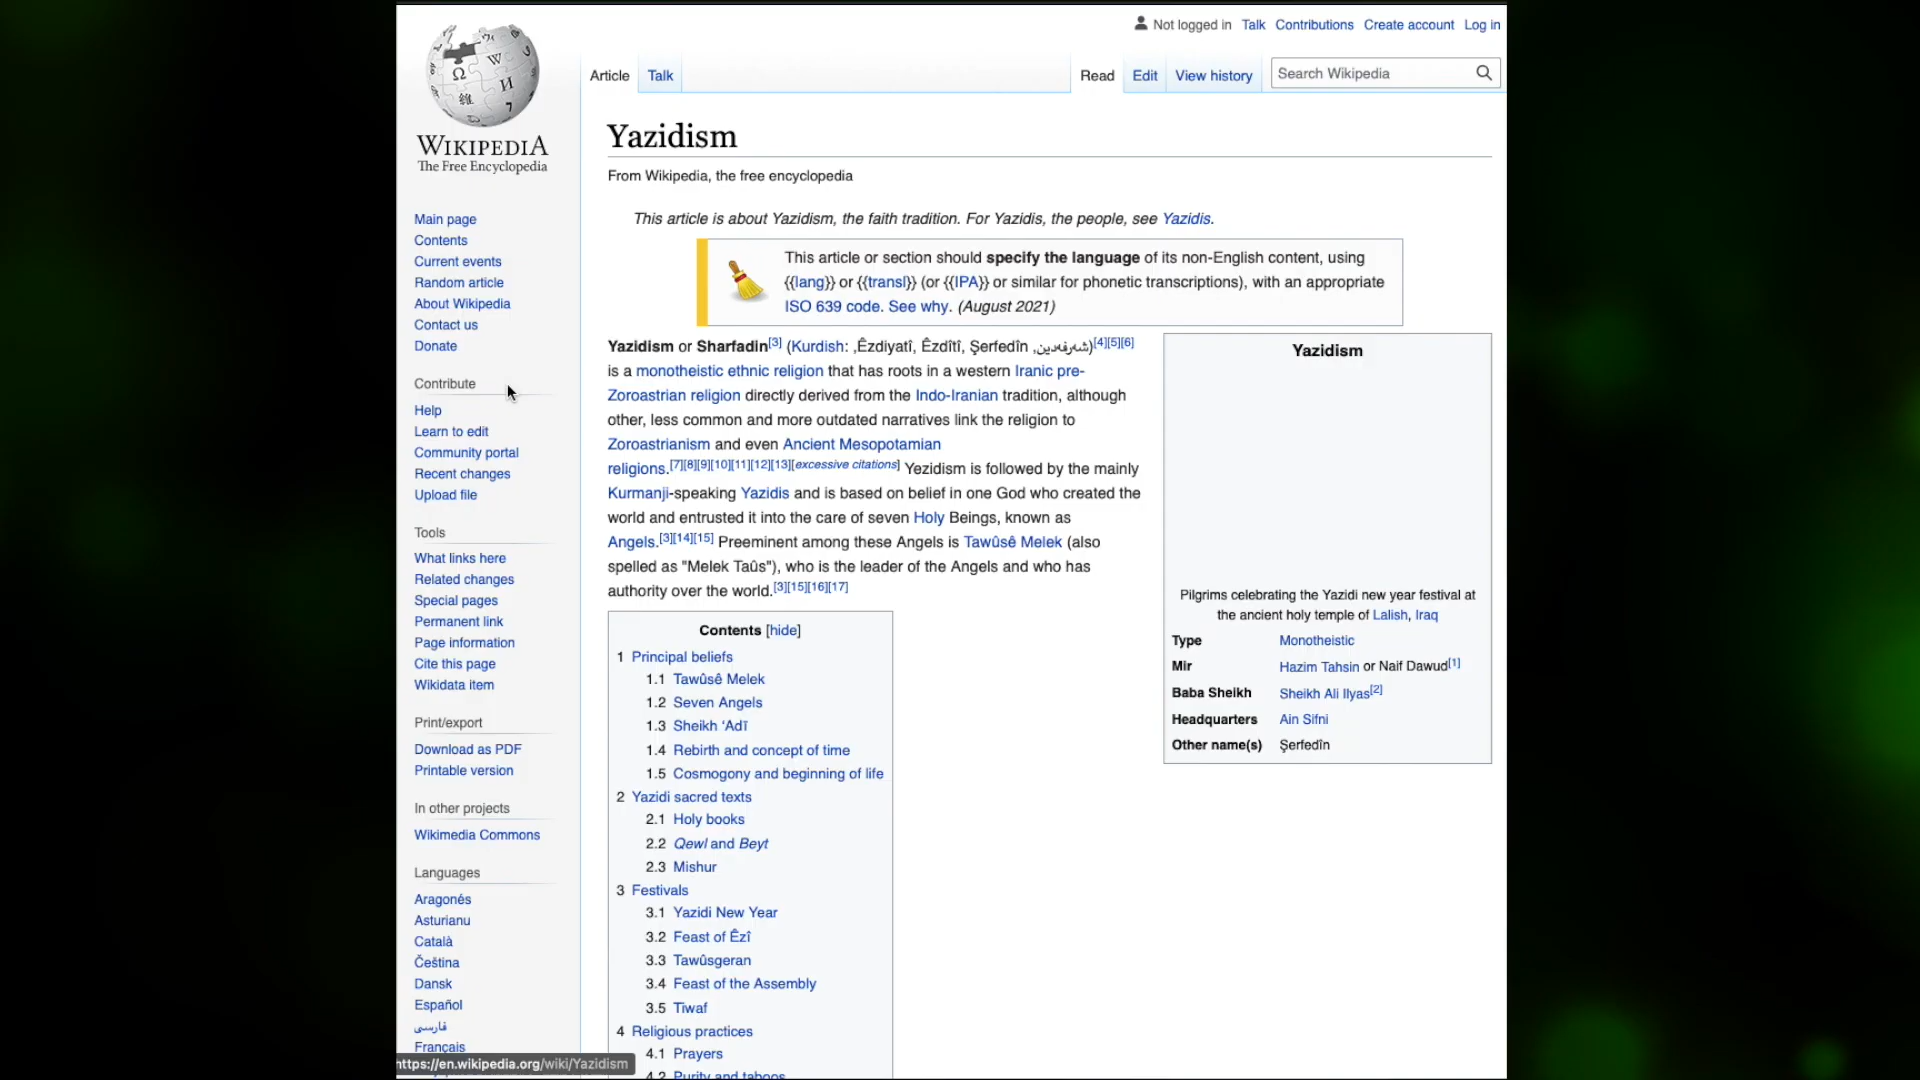 Not logged in Talk Contributions Create account Log in
Article Talk Read Edit View history Search Wikipedia
WIKIPEDIA
The Free Encyclopedia
Main page
Contents
Current events
Random article
About Wikipedia
Contact us
Donate
Contribute
Help
Learn to edit
Community portal
Recent changes
Upload file
Tools
What links here
Related changes
Special pages
Permanent link
Page information
Cite this page
Wikidata item
Print/export
Download as PDF
Printable version
In other projects
Wikimedia Commons
Languages
Aragonés
Asturianu
Català
Čeština
Dansk
Español
فارسی
Français
https://en.wikipedia.org/wiki/Yazidism
Yazidism
From Wikipedia, the free encyclopedia
This article is about Yazidism, the faith tradition. For Yazidis, the people, see Yazidis.
This article or section should specify the language of its non-English content, using
{{lang}} or {{transl}} (or {{IPA}} or similar for phonetic transcriptions), with an appropriate
ISO 639 code. See why. (August 2021)
Yazidism or Sharfadin[3] (Kurdish: ,Êzdiyatî, Êzdîtî, Şerfedîn ,شەرفەدین)[4][5][6]
is a monotheistic ethnic religion that has roots in a western Iranic pre-
Zoroastrian religion directly derived from the Indo-Iranian tradition, although
other, less common and more outdated narratives link the religion to
Zoroastrianism and even Ancient Mesopotamian
religions.[7][8][9][10][11][12][13][excessive citations] Yezidism is followed by the mainly
Kurmanji-speaking Yazidis and is based on belief in one God who created the
world and entrusted it into the care of seven Holy Beings, known as
Angels.[3][14][15] Preeminent among these Angels is Tawûsê Melek (also
spelled as "Melek Taûs"), who is the leader of the Angels and who has
authority over the world.[3][15][16][17]
Contents [hide]
1 Principal beliefs
1.1 Tawûsê Melek
1.2 Seven Angels
1.3 Sheikh ‘Adī
1.4 Rebirth and concept of time
1.5 Cosmogony and beginning of life
2 Yazidi sacred texts
2.1 Holy books
2.2 Qewl and Beyt
2.3 Mishur
3 Festivals
3.1 Yazidi New Year
3.2 Feast of Êzî
3.3 Tawûsgeran
3.4 Feast of the Assembly
3.5 Tiwaf
4 Religious practices
4.1 Prayers
4.2 Purity and taboos
Yazidism
Pilgrims celebrating the Yazidi new year festival at
the ancient holy temple of Lalish, Iraq
Type Monotheistic
Mir Hazim Tahsin or Naif Dawud[1]
Baba Sheikh Sheikh Ali Ilyas[2]
Headquarters Ain Sifni
Other name(s) Şerfedîn